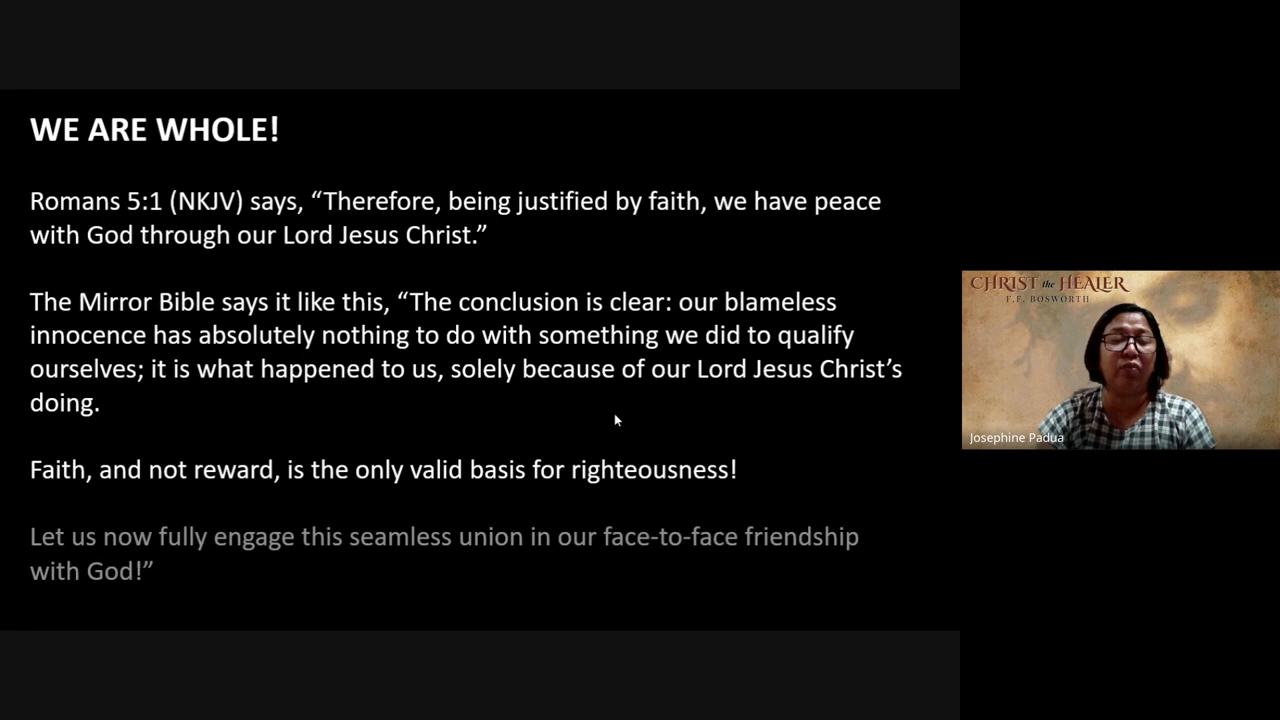 WE ARE WHOLE!
Romans 5:1 (NKJV) says, “Therefore, being justified by faith, we have peace
with God through our Lord Jesus Christ.”
The Mirror Bible says it like this, “The conclusion is clear: our blameless
innocence has absolutely nothing to do with something we did to qualify
ourselves; it is what happened to us, solely because of our Lord Jesus Christ’s
doing.
Faith, and not reward, is the only valid basis for righteousness!
Let us now fully engage this seamless union in our face-to-face friendship
with God!”
CHRIST the HEALER
F.F. BOSWORTH
Josephine Padua